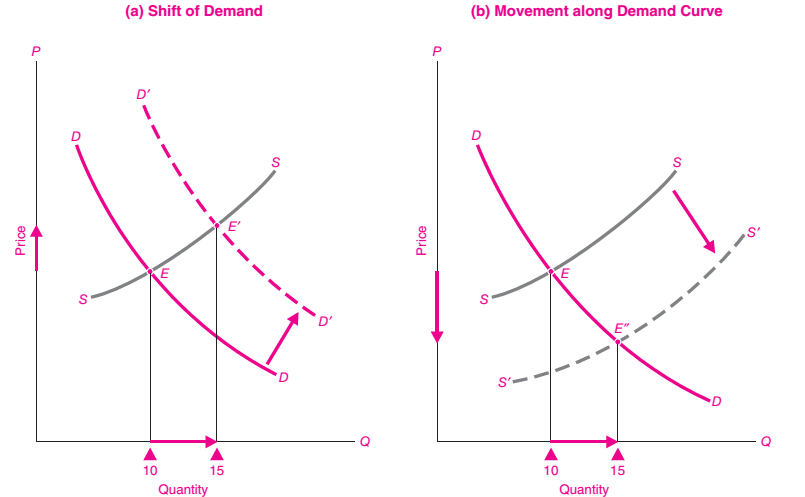 (a) Shift of Demand
P
D′
D
S
E′
Price
E
S
D′
D
Q
10
15
Quantity
(b) Movement along Demand Curve
P
D
S
S′
Price
E
S
E″
S′
D
Q
10
15
Quantity